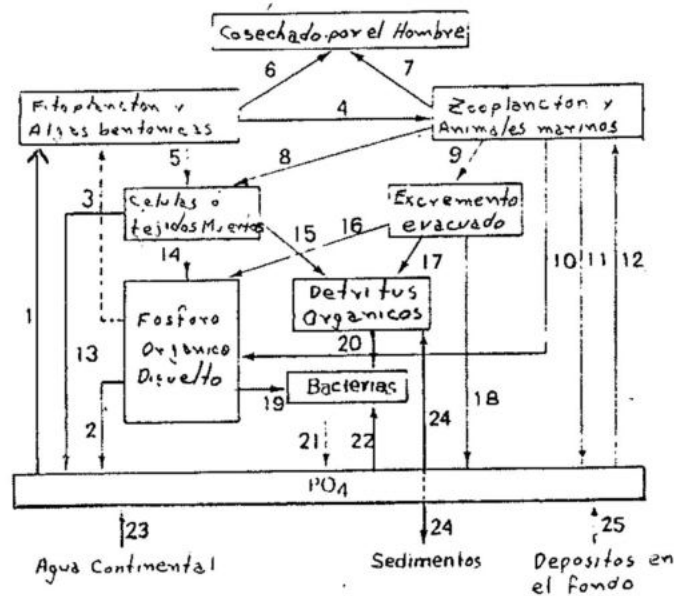 Cosechado por el Hombre
6
7
Fitoplancton y
Algas bentonicas
4
Zooplancton y
Animales marinos
5
8
9
3
Celulas o
tejidos Muertos
Excremento
evacuado
15
16
14
17
10
11
12
Detritus
Organicos
Fosforo
Organico
Disuelto
1
13
20
2
19
Bacterias
18
21
22
24
PO4
23
24
25
Agua Continental
Sedimentos
Depositos en
el fondo